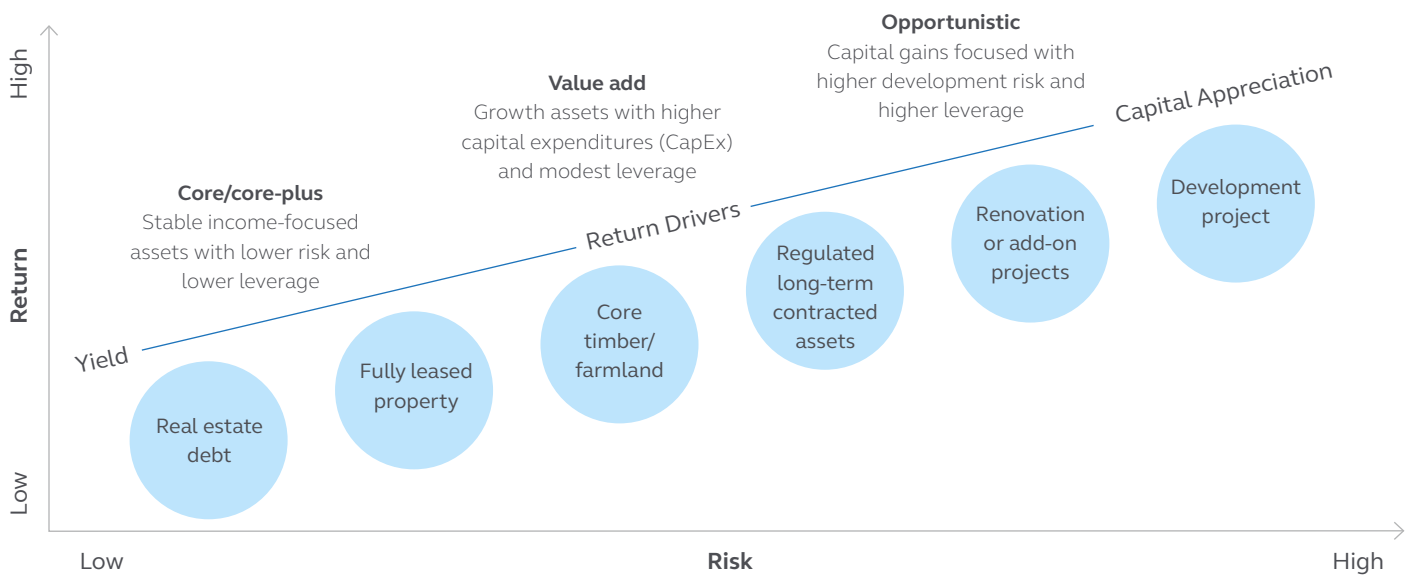 Opportunistic
Capital gains focused with
higher development risk and
higher leverage
Value add
Growth assets with higher
capital expenditures (CapEx)
and modest leverage
Core/core-plus
Stable income-focused
assets with lower risk and
lower leverage
Yield
Return Drivers
Capital Appreciation
Real estate
debt
Fully leased
property
Core
timber/
farmland
Regulated
long-term
contracted
assets
Renovation
or add-on
projects
Development
project
High
Return
Low
Low
Risk
High